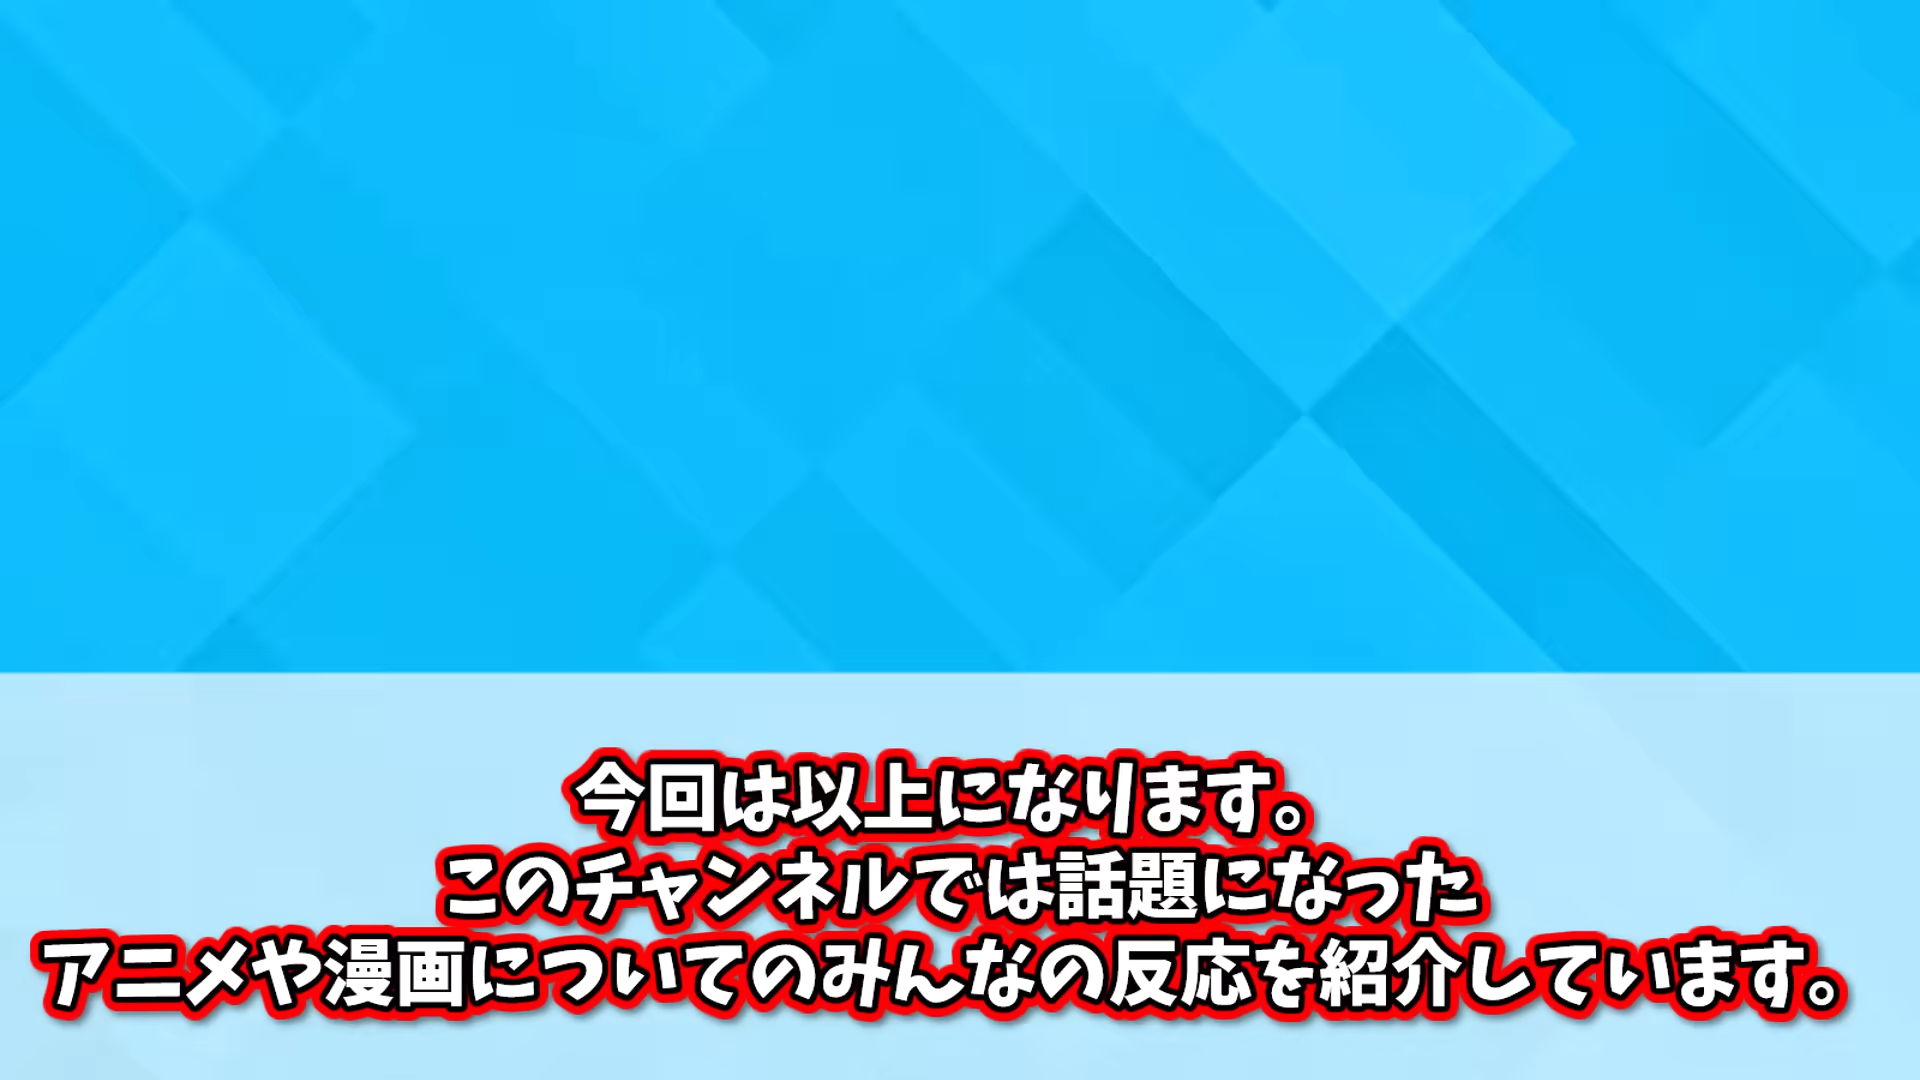 今回は以上になります。
このチャンネルでは話題になった
アニメや漫画についてのみんなの反応を紹介しています。